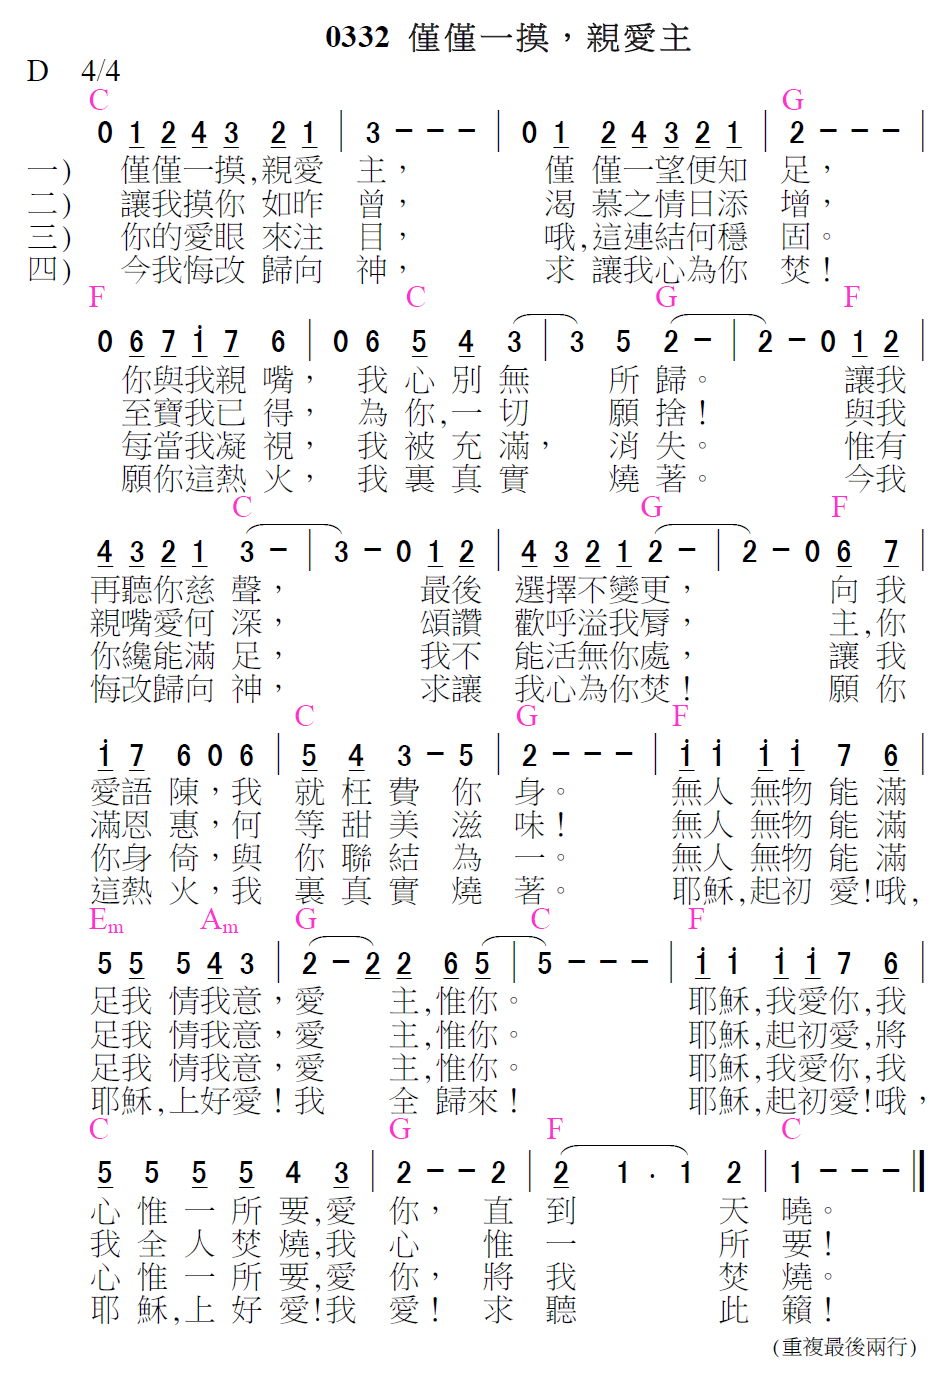 0332 僅僅一摸，親愛主
D 4/4
C G
0 1 2 4 3 2 1 | 3 - - - | 0 1 2 4 3 2 1 | 2 - - - |
一) 僅僅一摸,親愛 主， 僅 僅一望便知 足，
二) 讓我摸你 如昨 曾， 渴 慕之情日添 增，
三) 你的愛眼 來注 目， 哦,這連結何穩 固。
四) 今我悔改 歸向 神， 求 讓我心為你 焚！
F C G F
0 6 7 i 7 6 | 0 6 5 4 3 | 3 5 2 - | 2 - 0 1 2 |
你與我親 嘴， 我 心 別 無 所 歸。 讓我
至寶我已 得， 為 你,一 切 願 捨！ 與我
每當我凝 視， 我 被 充 滿， 消 失。 惟有
願你這熱 火， 我 裏 真 實 燒 著。 今我
C G F
4 3 2 1 3 - | 3 - 0 1 2 | 4 3 2 1 2 - | 2 - 0 6 7 |
再聽你慈 聲， 最後 選擇不變更， 向 我
親嘴愛何 深， 頌讚 歡呼溢我脣， 主,你
你纔能滿 足， 我不 能活無你處， 讓 我
悔改歸向 神， 求讓 我心為你焚！ 願 你
C G F
i 7 6 0 6 | 5 4 3 - 5 | 2 - - - | i i i i 7 6 |
愛語 陳，我 就 枉 費 你 身。 無人 無物 能 滿
滿恩 惠，何 等 甜 美 滋 味！ 無人 無物 能 滿
你身 倚，與 你 聯 結 為 一。 無人 無物 能 滿
這熱 火，我 裏 真 實 燒 著。 耶穌,起初 愛!哦,
Em Am G C F
5 5 5 4 3 | 2 - 2 2 6 5 | 5 - - - | i i i i 7 6 |
足我 情我意，愛 主,惟你。 耶穌,我愛你,我
足我 情我意，愛 主,惟你。 耶穌,起初愛,將
足我 情我意，愛 主,惟你。 耶穌,我愛你,我
耶穌,上好愛！我 全 歸來！ 耶穌,起初愛!哦，
C G F C
5 5 5 5 4 3 | 2 - - 2 | 2 1 . 1 2 | 1 - - - ||
心 惟 一 所 要,愛 你， 直 到 天 曉。
我 全 人 焚 燒,我 心 惟 一 所 要！
心 惟 一 所 要,愛 你， 將 我 焚 燒。
耶 穌,上 好 愛!我 愛！ 求 聽 此 籟！
(重複最後兩行)